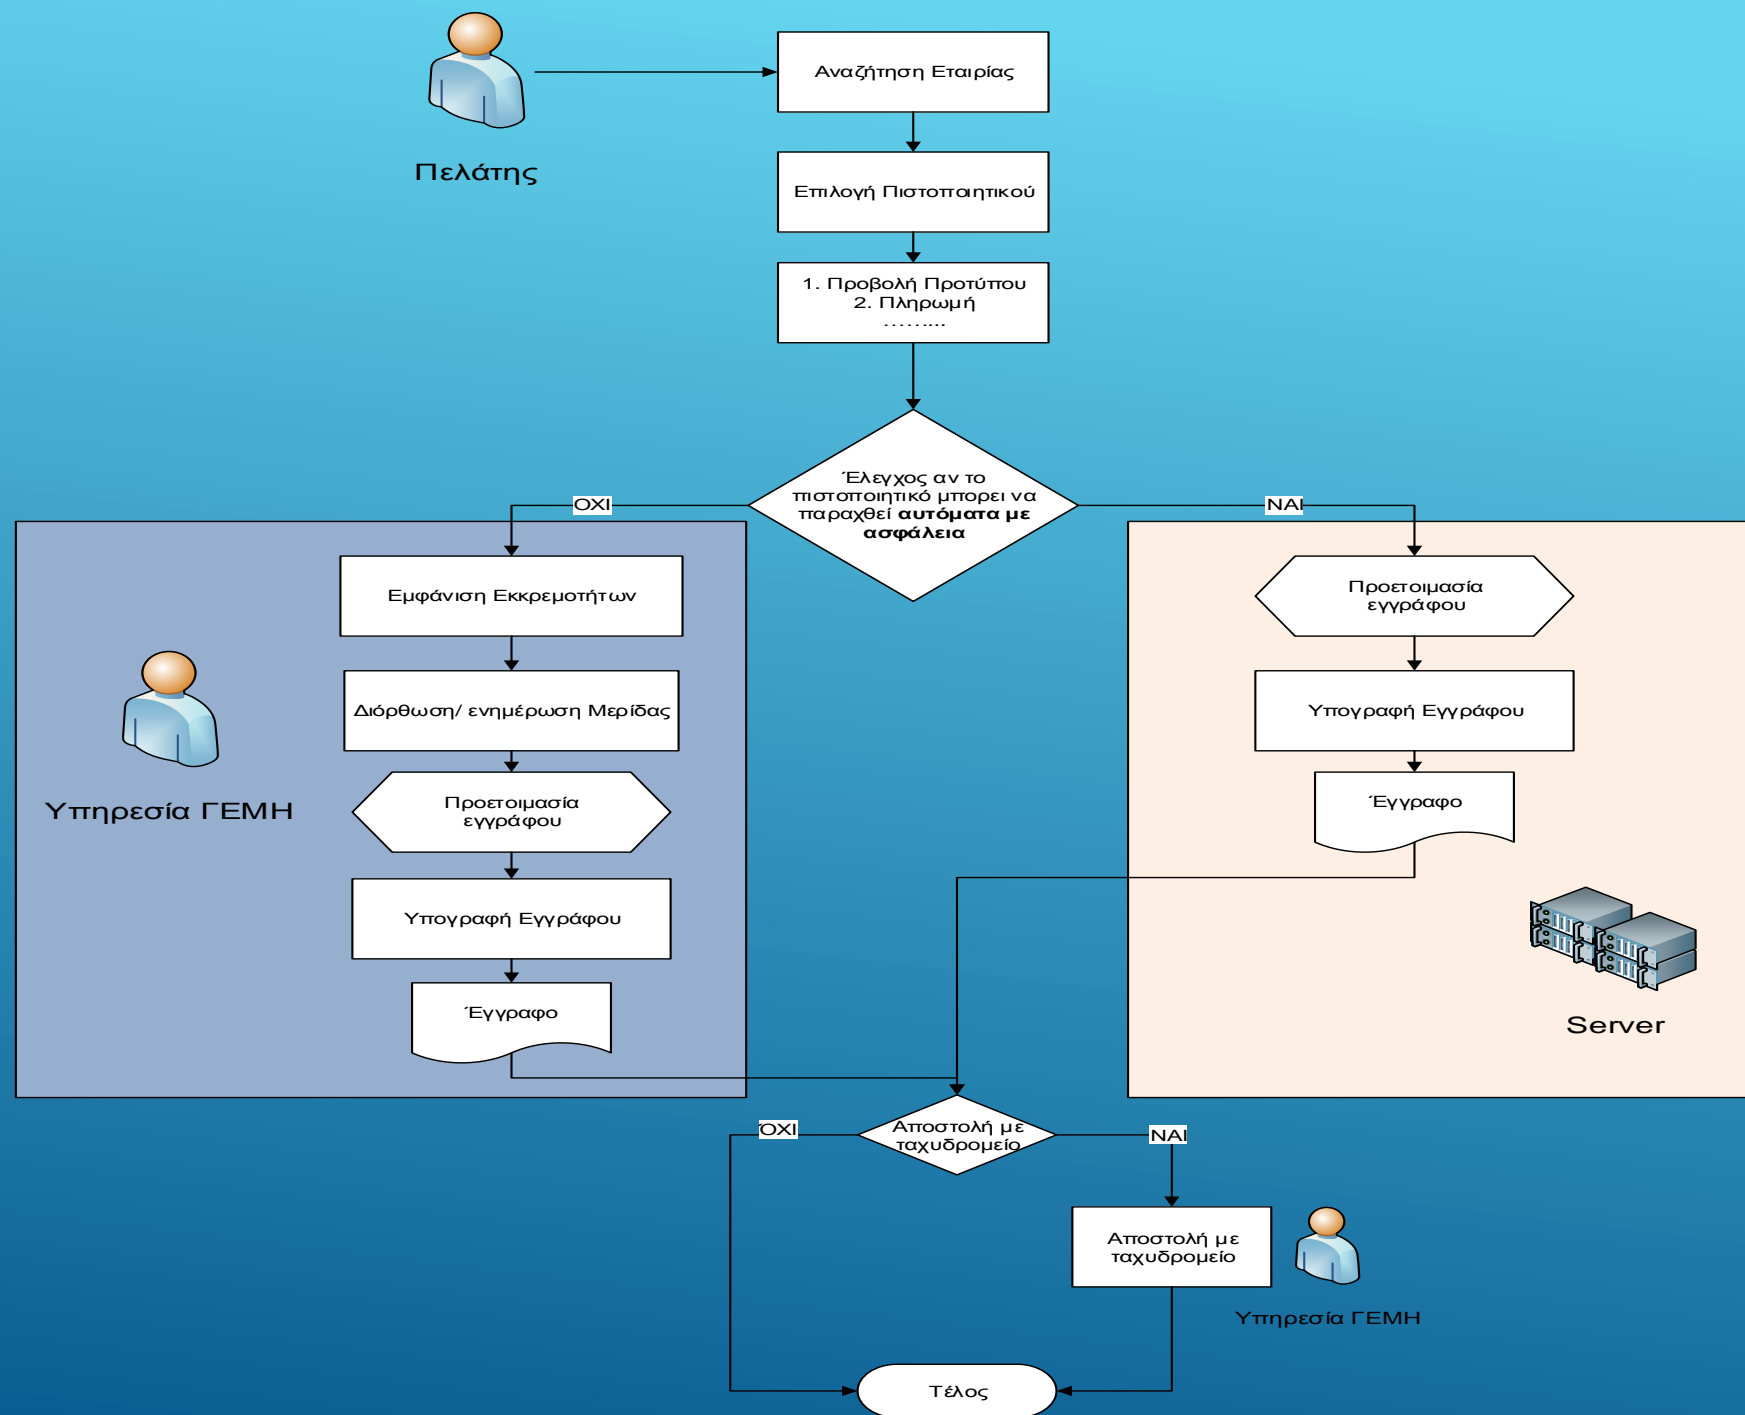 Πελάτης
Αναζήτηση Εταιρίας
Επιλογή Πιστοποιητικού
1. Προβολή Προτύπου
2. Πληρωμή
……...
Έλεγχος αν το
πιστοποιητικό μπορει να
παραχθεί αυτόματα με
ασφάλεια
ΟΧΙ
ΝΑΙ
Εμφάνιση Εκκρεμοτήτων
Διόρθωση/ ενημέρωση Μερίδας
Προετοιμασία
εγγράφου
Υπογραφή Εγγράφου
Έγγραφο
Υπηρεσία ΓΕΜΗ
Προετοιμασία
εγγράφου
Υπογραφή Εγγράφου
Έγγραφο
Server
Αποστολή με
ταχυδρομείο
ΌΧΙ
ΝΑΙ
Αποστολή με
ταχυδρομείο
Υπηρεσία ΓΕΜΗ
Τέλος